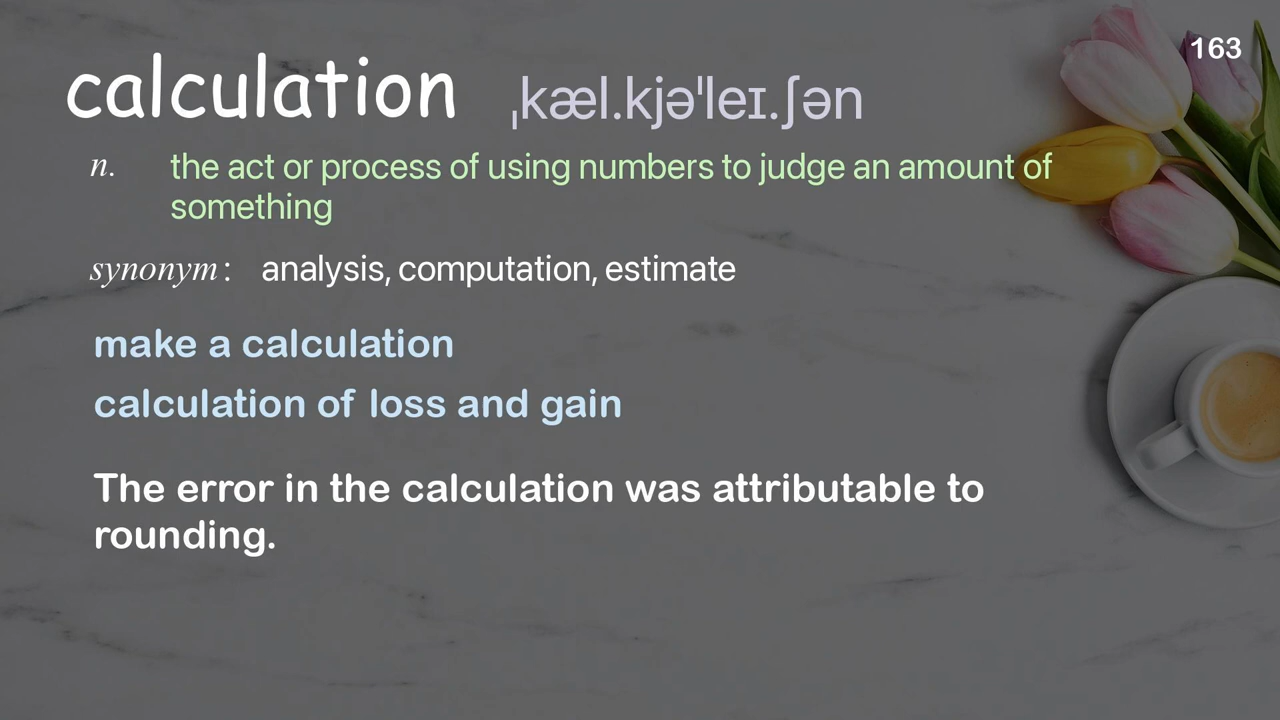 163
calculation ˌkæl.kjəˈleɪ.ʃən
n. the act or process of using numbers to judge an amount of
something
synonym: analysis, computation, estimate
make a calculation
calculation of loss and gain
The error in the calculation was attributable to
rounding.